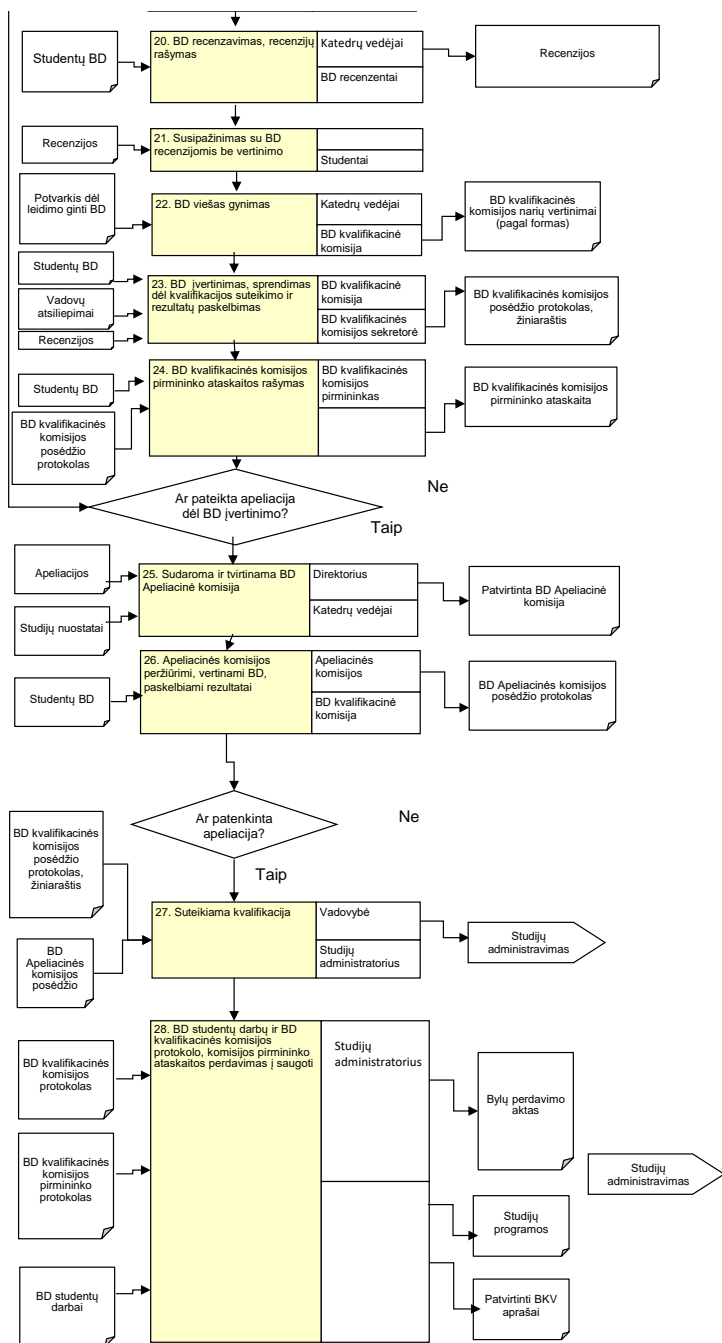 Studentų BD
20. BD recenzavimas, recenzijų
rašymas
Katedrų vedėjai
BD recenzentai
Recenzijos
Recenzijos
21. Susipažinimas su BD
recenzijomis be vertinimo
Studentai
Potvarkis dėl
leidimo ginti BD
22. BD viešas gynimas
Katedrų vedėjai
BD kvalifikacinė
komisija
BD kvalifikacinės
komisijos narių vertinimai
(pagal formas)
Studentų BD
Vadovų
atsiliepimai
Recenzijos
23. BD įvertinimas, sprendimas
dėl kvalifikacijos suteikimo ir
rezultatų paskelbimas
BD kvalifikacinė
komisija
BD kvalifikacinės
komisijos sekretorė
BD kvalifikacinės komisijos
posėdžio protokolas,
žiniaraštis
Studentų BD
BD kvalifikacinės
komisijos
posėdžio
protokolas
24. BD kvalifikacinės komisijos
pirmininko ataskaitos rašymas
BD kvalifikacinės
komisijos
pirmininkas
BD kvalifikacinės komisijos
pirmininko ataskaita
Ar pateikta apeliacija
dėl BD įvertinimo?
Ne
Taip
Apeliacijos
Studijų nuostatai
25. Sudaroma ir tvirtinama BD
Apeliacinė komisija
Direktorius
Katedrų vedėjai
Patvirtinta BD Apeliacinė
komisija
Studentų BD
26. Apeliacinės komisijos
peržiūrimi, vertinami BD,
paskelbiami rezultatai
Apeliacinės
komisijos
BD kvalifikacinė
komisija
BD Apeliacinės komisijos
posėdžio protokolas
Ar patenkinta
apeliacija?
Ne
Taip
BD kvalifikacinės
komisijos
posėdžio
protokolas,
žiniaraštis
BD
Apeliacinės
komisijos
posėdžio
27. Suteikiama kvalifikacija
Vadovybė
Studijų
administratorius
Studijų
administravimas
28. BD studentų darbų ir BD
kvalifikacinės komisijos
protokolo, komisijos pirmininko
ataskaitos perdavimas į saugoti
Studijų
administratorius
BD kvalifikacinės
komisijos
protokolas
BD kvalifikacinės
komisijos
pirmininko
protokolas
BD studentų
darbai
Bylų perdavimo
aktas
Studijų
administravimas
Studijų
programos
Patvirtinti BKV
aprašai